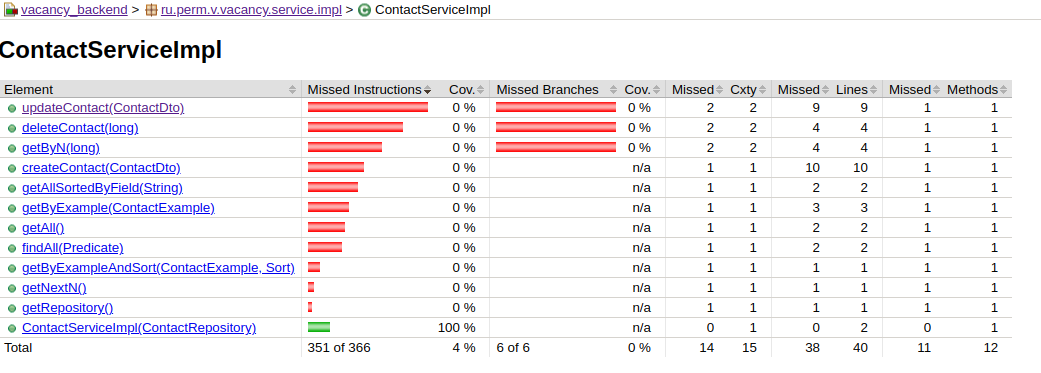 vacancy_backend > ru.perm.v.vacancy.service.impl > ContactServiceImpl
ContactServiceImpl
Element Missed Instructions Cov. Missed Branches Cov. Missed Cxty Missed Lines Missed Methods
updateContact(ContactDto) 0 % 0 % 2 2 9 9 1 1
deleteContact(long) 0 % 0 % 2 2 4 4 1 1
getByN(long) 0 % 0 % 2 2 4 4 1 1
createContact(ContactDto) 0 % n/a 1 1 10 10 1 1
getAllSortedByField(String) 0 % n/a 1 1 2 2 1 1
getByExample(ContactExample) 0 % n/a 1 1 3 3 1 1
getAll() 0 % n/a 1 1 2 2 1 1
findAll(Predicate) 0 % n/a 1 1 2 2 1 1
getByExampleAndSort(ContactExample, Sort) 0 % n/a 1 1 1 1 1 1
getNextN() 0 % n/a 1 1 1 1 1 1
getRepository() 0 % n/a 1 1 1 1 1 1
ContactServiceImpl(ContactRepository) 100 % n/a 0 1 0 2 0 1
Total 351 of 366 4 % 6 of 6 0 % 14 15 38 40 11 12